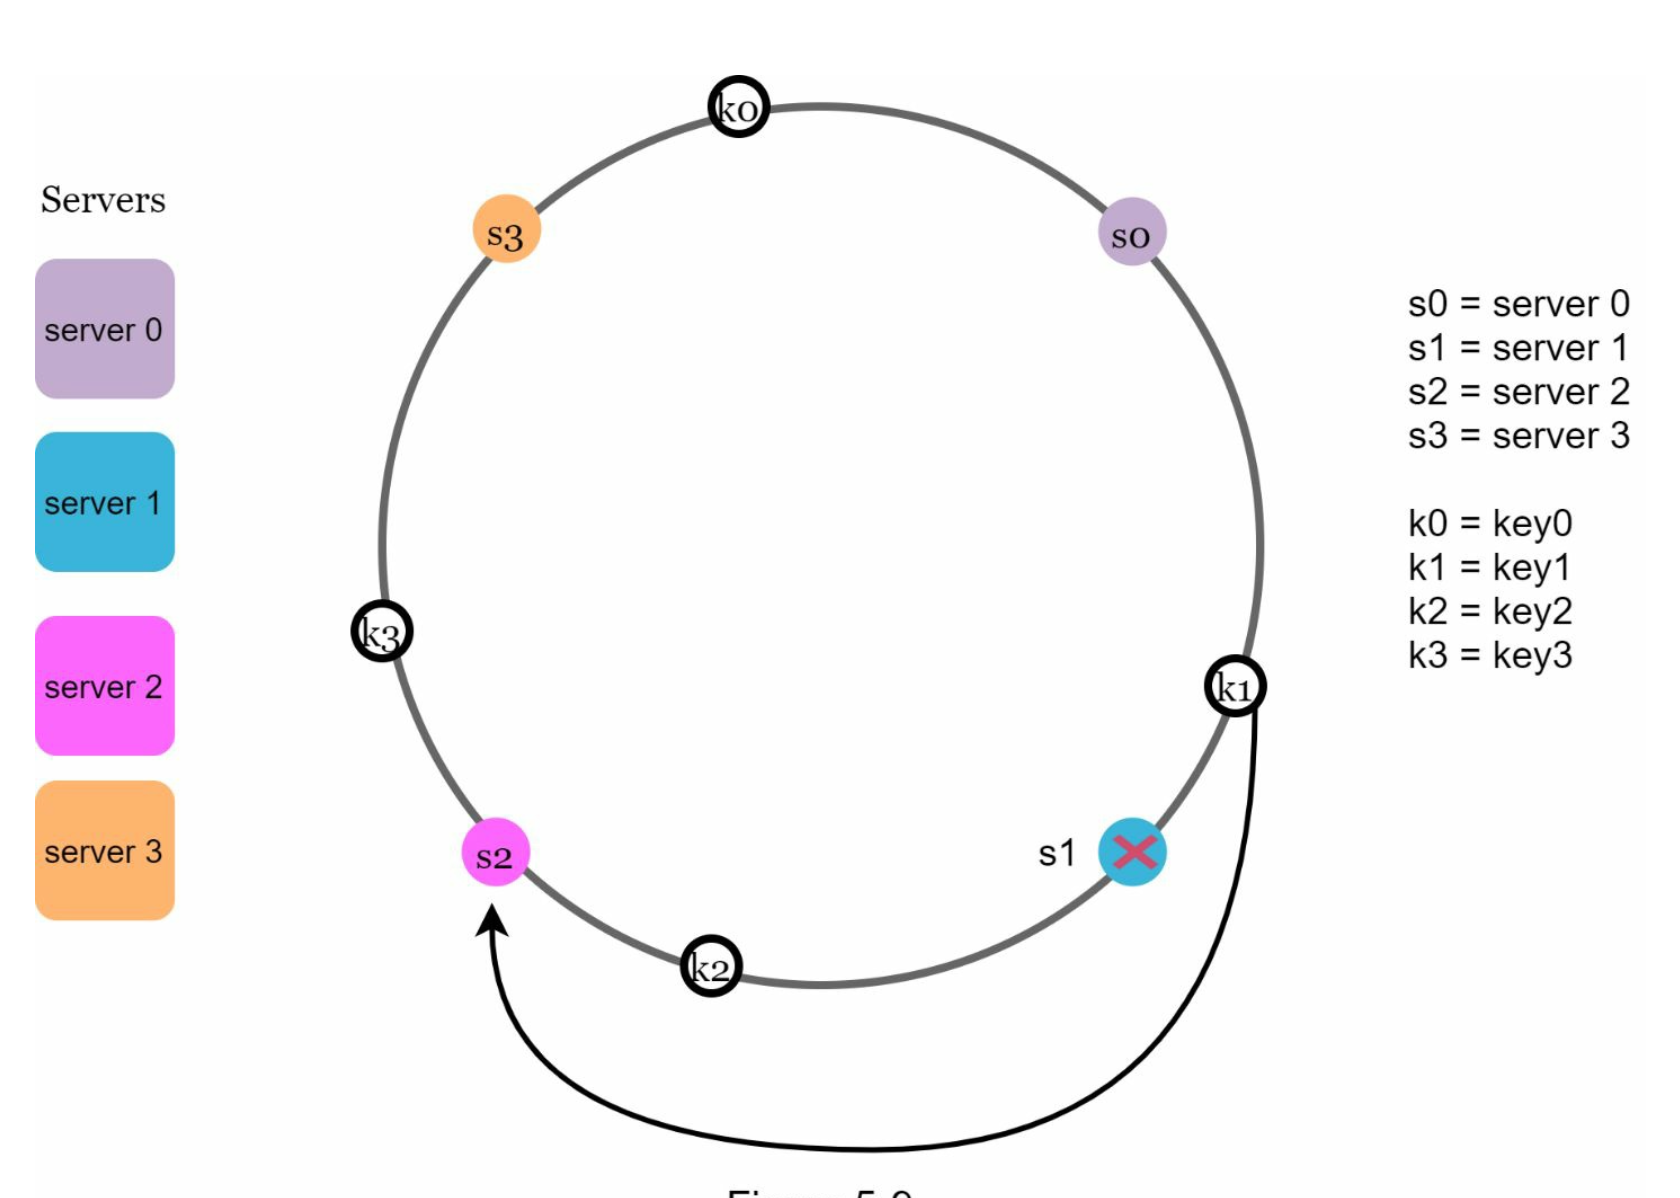 Servers
server 0
server 1
server 2
server 3
k0
s3
s0
k3
k1
s2
s1
k2
s0 = server 0
s1 = server 1
s2 = server 2
s3 = server 3
k0 = key0
k1 = key1
k2 = key2
k3 = key3